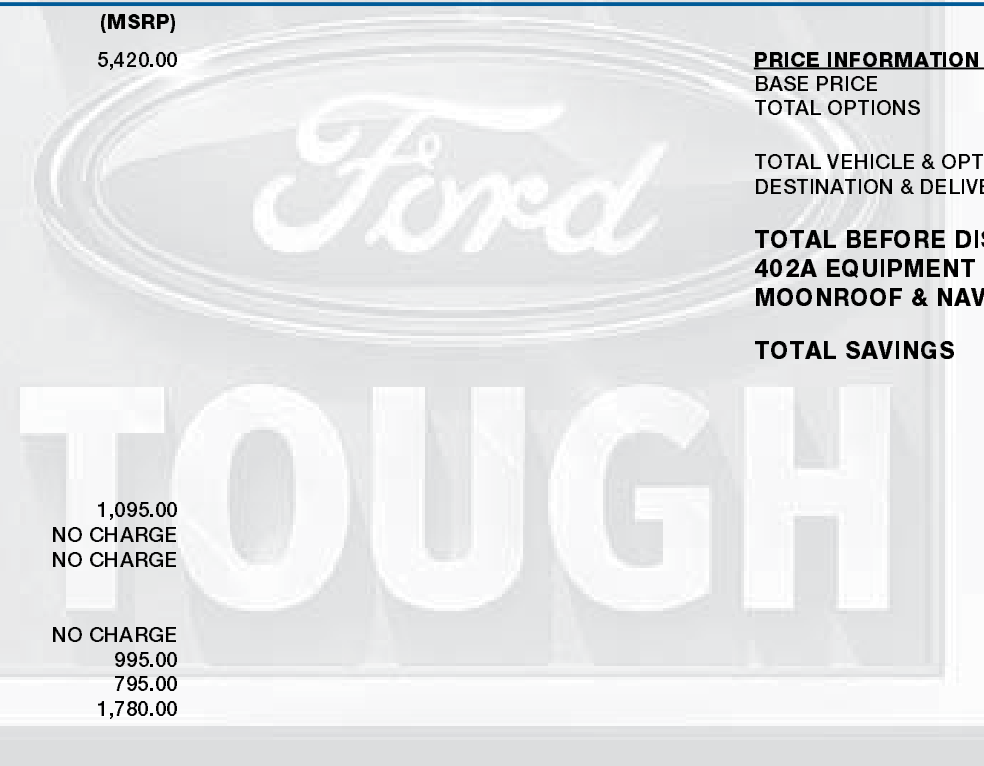 (MSRP)
5,420.00
1,095.00
NO CHARGE
NO CHARGE
NO CHARGE
995.00
795.00
1,780.00
PRICE INFORMATION
BASE PRICE
TOTAL OPTIONS
TOTAL VEHICLE & OPT
DESTINATION & DELIVE
TOTAL BEFORE DIS
402A EQUIPMENT
MOONROOF & NAV
TOTAL SAVINGS
Ford
TOUGH